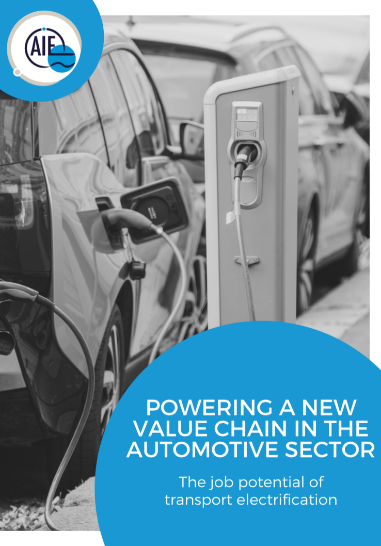 AIE
POWERING A NEW
VALUE CHAIN IN THE
AUTOMOTIVE SECTOR
The job potential of
transport electrification